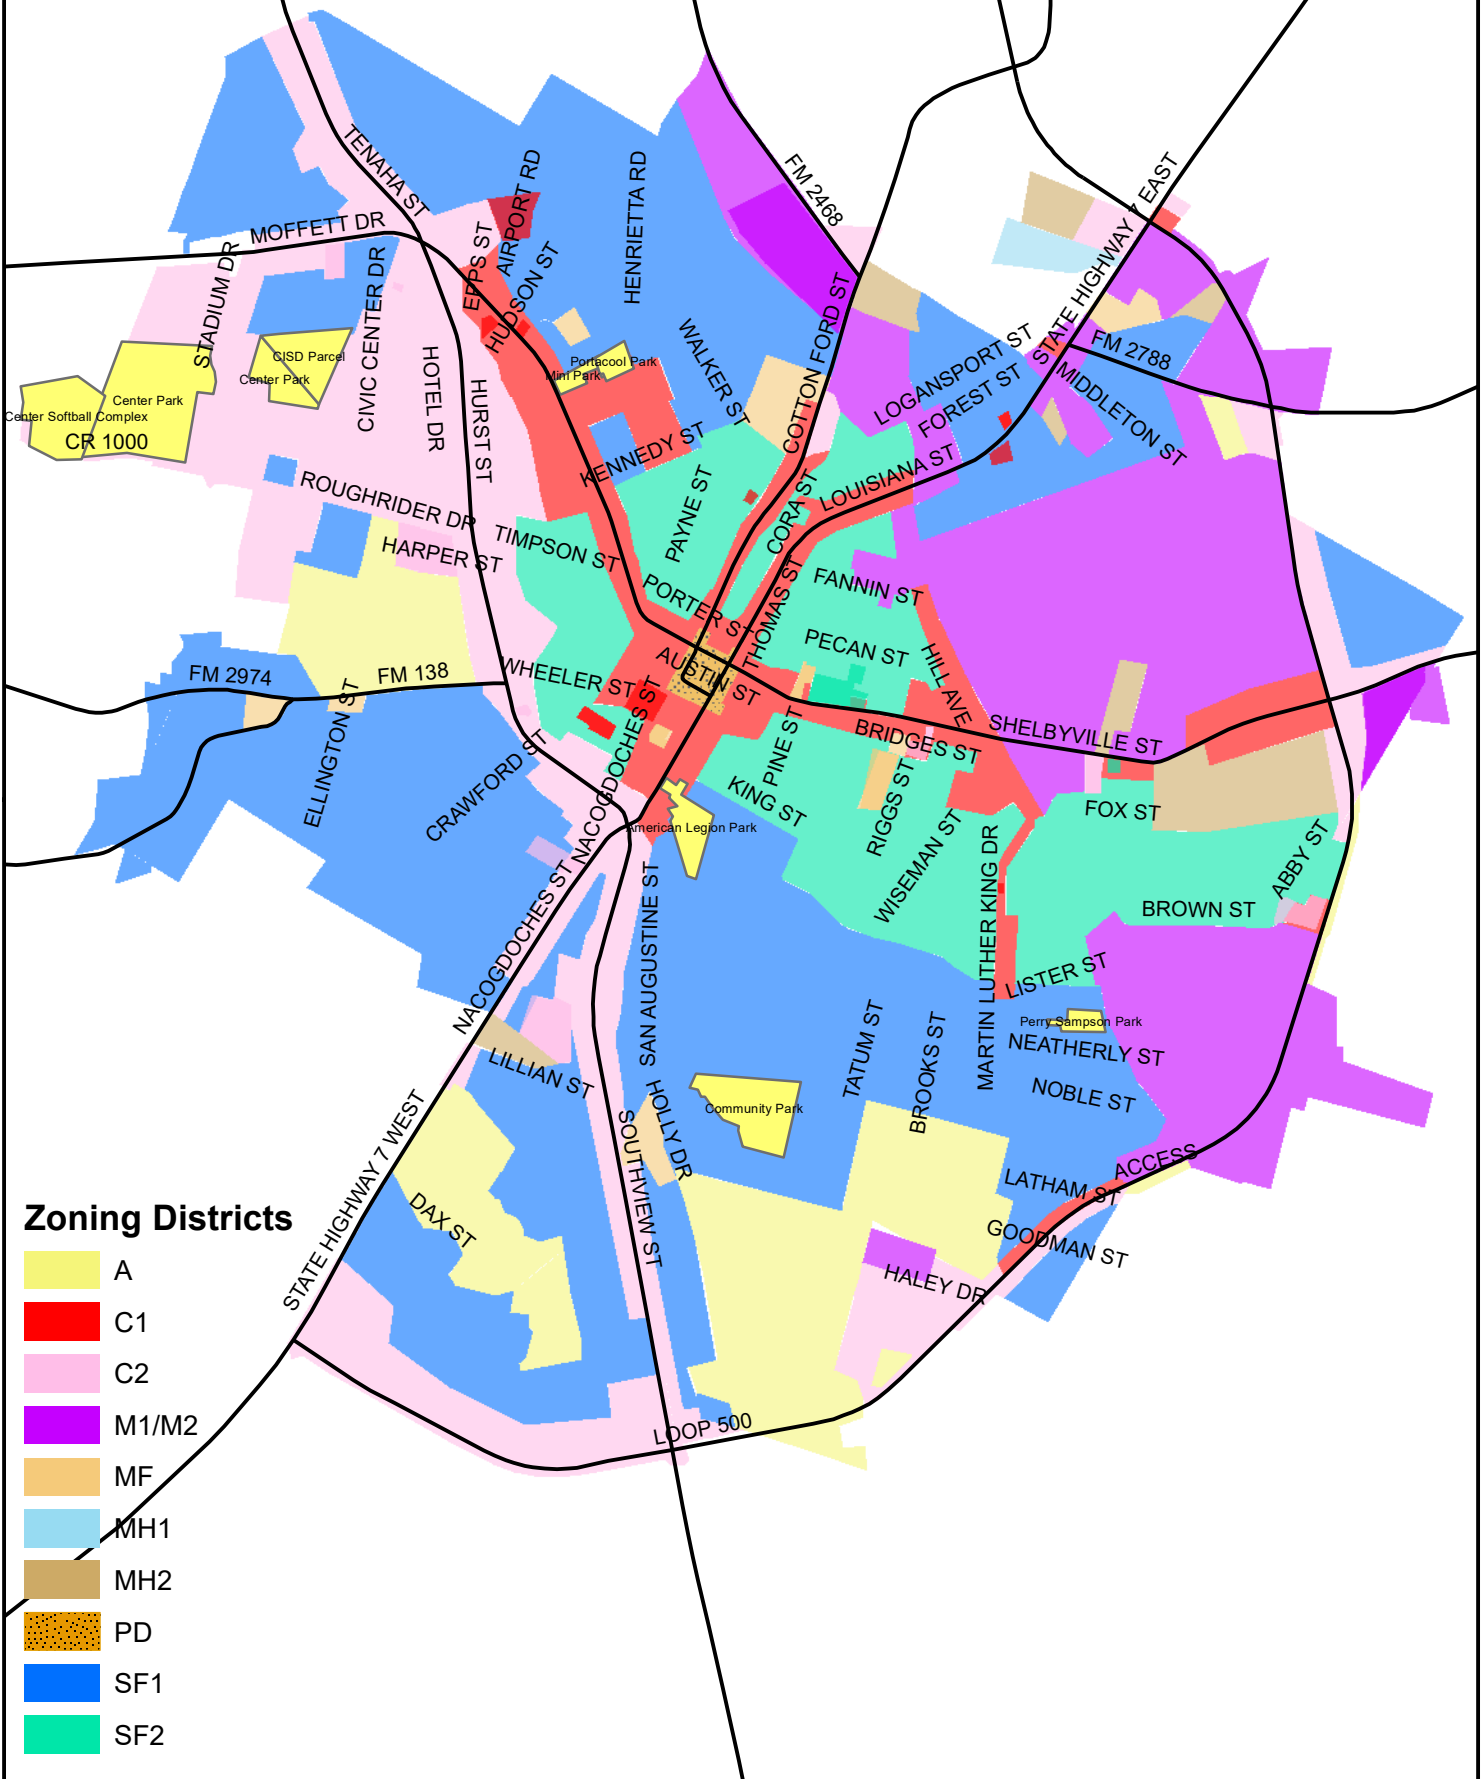 TENAHA ST
MOFFETT DR
STADIUM DR
AIRPORT RD
EPPS ST
HUDSON ST
HENRIETTA RD
FM 2468
STATE HIGHWAY 7 EAST
CIVIC CENTER DR
HOTEL DR
HURST ST
CISD Parcel
Center Park
Center Park
Center Softball Complex
CR 1000
Portacool Park
Mini Park
WALKER ST
COTTON FORD ST
LOGANSPORT ST
FOREST ST
FM 2788
MIDDLETON ST
KENNEDY ST
LOUISIANA ST
ROUGHRIDER DR
HARPER ST
TIMPSON ST
PAYNE ST
CORA ST
PORTER ST
THOMAS ST
FANNIN ST
PECAN ST
HILL AVE
FM 2974
FM 138
WHEELER ST
AUSTIN ST
ELLINGTON ST
CRAWFORD ST
NACOGDOCHES ST
PINE ST
BRIDGES ST
SHELBYVILLE ST
KING ST
RIGGS ST
FOX ST
American Legion Park
WISEMAN ST
ABBY ST
MARTIN LUTHER KING DR
BROWN ST
NACOGDOCHES ST
SAN AUGUSTINE ST
LISTER ST
Perry Sampson Park
NEATHERLY ST
NOBLE ST
TATUM ST
BROOKS ST
LILLIAN ST
HOLLY DR
Community Park
SOUTHVIEW ST
STATE HIGHWAY 7 WEST
DAX ST
ACCESS
LATHAM ST
GOODMAN ST
HALEY DR
LOOP 500
Zoning Districts
A
C1
C2
M1/M2
MF
MH1
MH2
PD
SF1
SF2